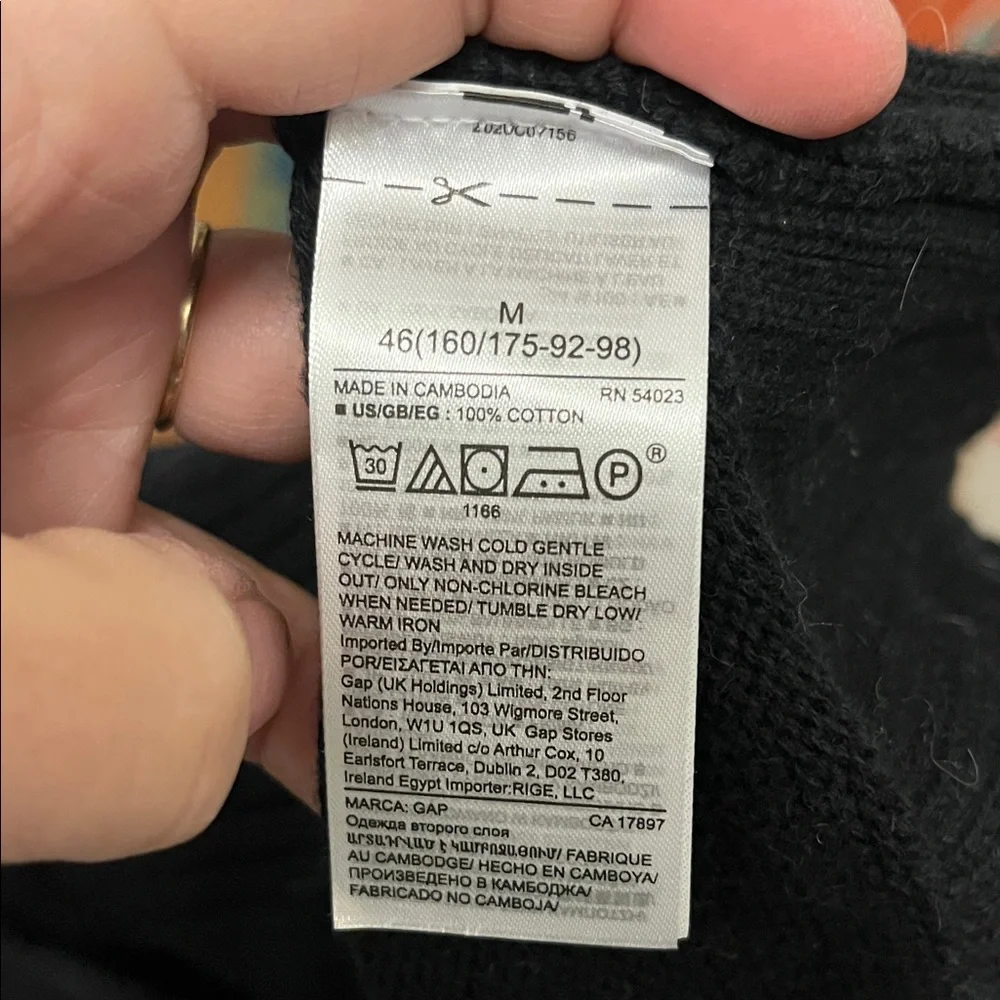 M
46(160/175-92-98)
MADE IN CAMBODIA RN 54023
■ US/GB/EG : 100% COTTON
30 P ®
1166
MACHINE WASH COLD GENTLE
CYCLE/ WASH AND DRY INSIDE
OUT/ ONLY NON-CHLORINE BLEACH
WHEN NEEDED/ TUMBLE DRY LOW/
WARM IRON
Imported By/Importe Par/DISTRIBUIDO
POR/ΕΙΣΑΓΕΤΑΙ ΑΠΟ ΤΗΝ:
Gap (UK Holdings) Limited, 2nd Floor
Nations House, 103 Wigmore Street,
London, W1U 1QS, UK Gap Stores
(Ireland) Limited c/o Arthur Cox, 10
Earlsfort Terrace, Dublin 2, D02 T380,
Ireland Egypt Importer:RIGE, LLC
MARCA: GAP CA 17897
Одежда второго слоя
ԱՐՏԱԴՐՎԱԾ Է ԿԱՄԲՈՋԱՅՈՒՄ/ FABRIQUE
AU CAMBODGE/ HECHO EN CAMBOYA/
ПРОИЗВЕДЕНО В КАМБОДЖА/
FABRICADO NO CAMBOJA/